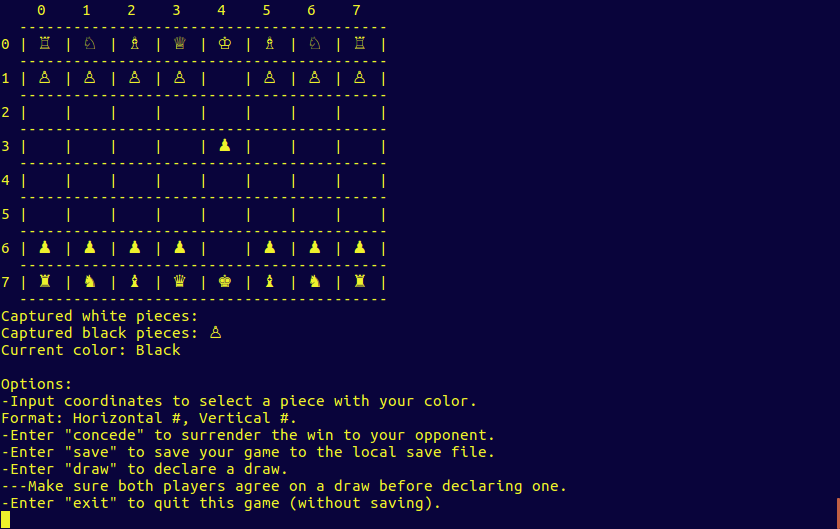 0 1 2 3 4 5 6 7
-----------------------------------------
0 | ♖ | ♘ | ♗ | ♕ | ♔ | ♗ | ♘ | ♖ |
-----------------------------------------
1 | ♙ | ♙ | ♙ | ♙ |   | ♙ | ♙ | ♙ |
-----------------------------------------
2 |   |   |   |   |   |   |   |   |
-----------------------------------------
3 |   |   |   |   | ♟ |   |   |   |
-----------------------------------------
4 |   |   |   |   |   |   |   |   |
-----------------------------------------
5 |   |   |   |   |   |   |   |   |
-----------------------------------------
6 | ♟ | ♟ | ♟ | ♟ |   | ♟ | ♟ | ♟ |
-----------------------------------------
7 | ♜ | ♞ | ♝ | ♛ | ♚ | ♝ | ♞ | ♜ |
-----------------------------------------
Captured white pieces:
Captured black pieces: ♙
Current color: Black
Options:
-Input coordinates to select a piece with your color.
Format: Horizontal #, Vertical #.
-Enter "concede" to surrender the win to your opponent.
-Enter "save" to save your game to the local save file.
-Enter "draw" to declare a draw.
---Make sure both players agree on a draw before declaring one.
-Enter "exit" to quit this game (without saving).